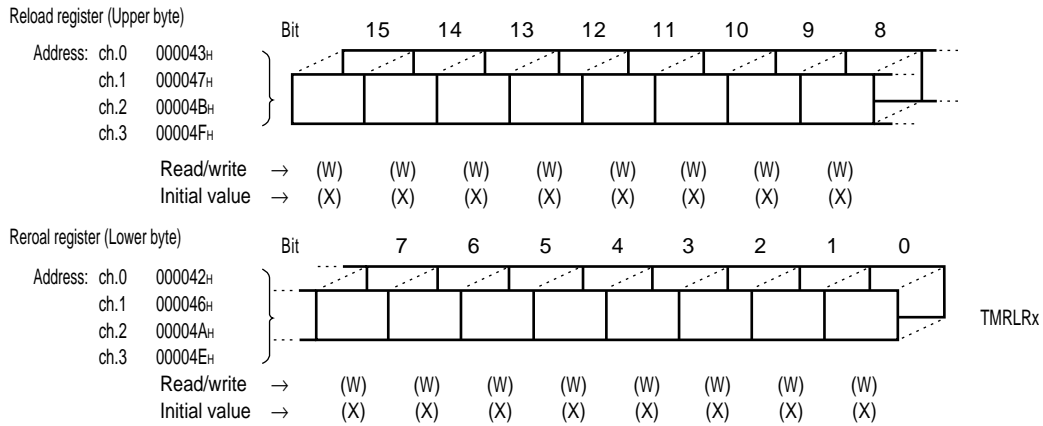 Reload register (Upper byte)
Bit 15 14 13 12 11 10 9 8
Address: ch.0 000043H
ch.1 000047H
ch.2 00004BH
ch.3 00004FH
Read/write → (W) (W) (W) (W) (W) (W) (W) (W)
Initial value → (X) (X) (X) (X) (X) (X) (X) (X)
Reroal register (Lower byte)
Bit 7 6 5 4 3 2 1 0
Address: ch.0 000042H
ch.1 000046H
ch.2 00004AH
ch.3 00004EH
TMRLRx
Read/write → (W) (W) (W) (W) (W) (W) (W) (W)
Initial value → (X) (X) (X) (X) (X) (X) (X) (X)